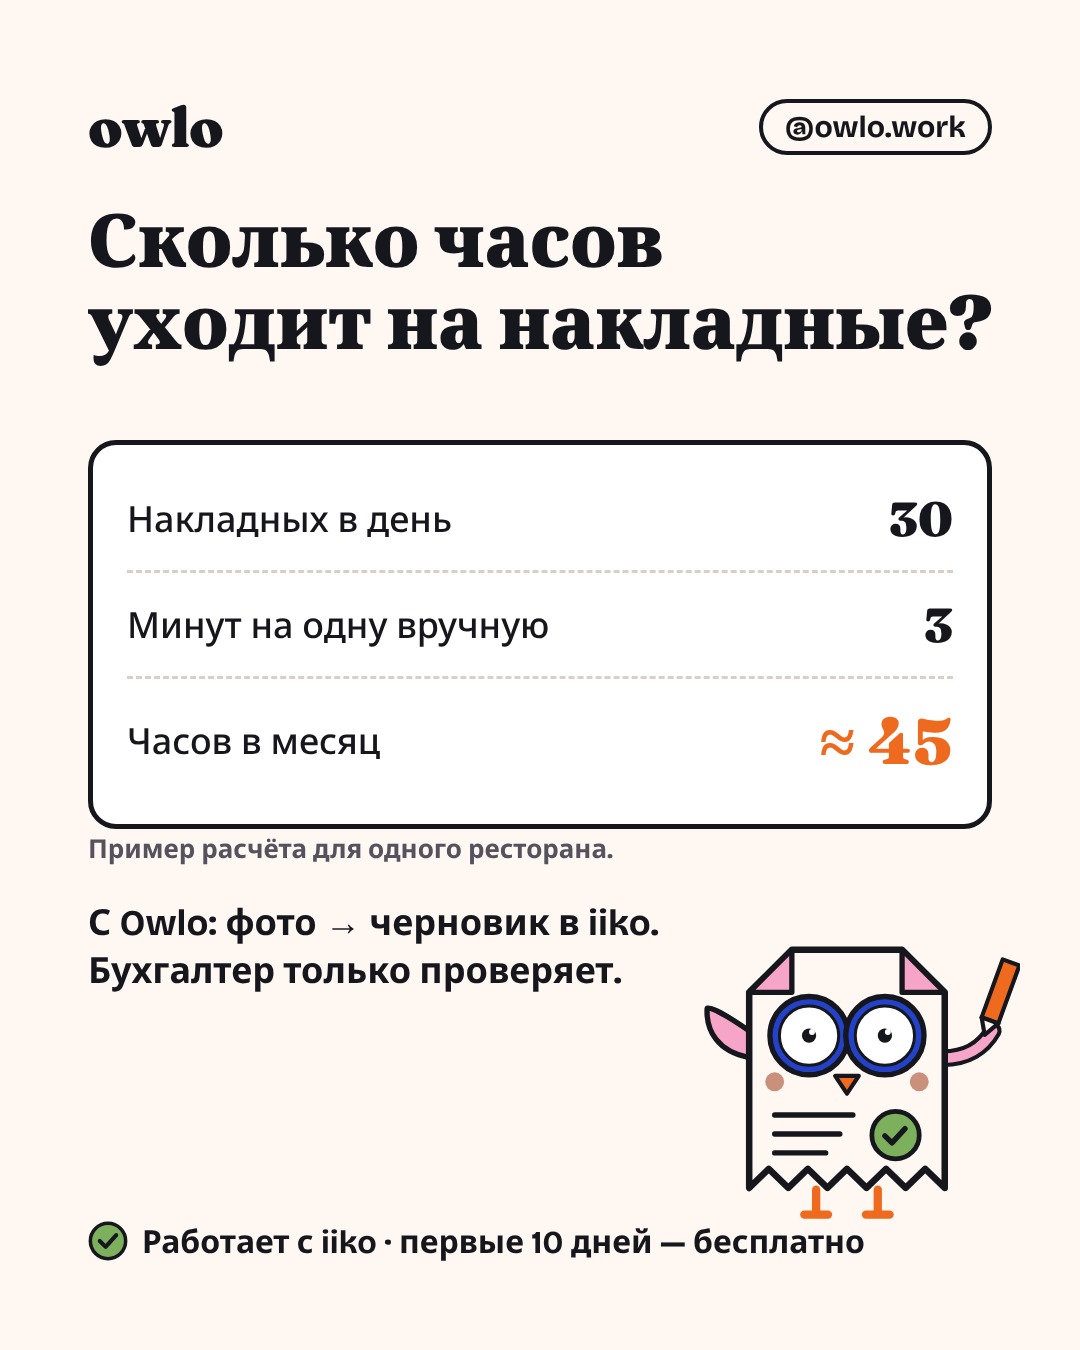 owlo
@owlo.work
Сколько часов
уходит на накладные?
Накладных в день 30
Минут на одну вручную 3
Часов в месяц ≈ 45
Пример расчёта для одного ресторана.
С Owlo: фото → черновик в iiko.
Бухгалтер только проверяет.
Работает с iiko · первые 10 дней — бесплатно